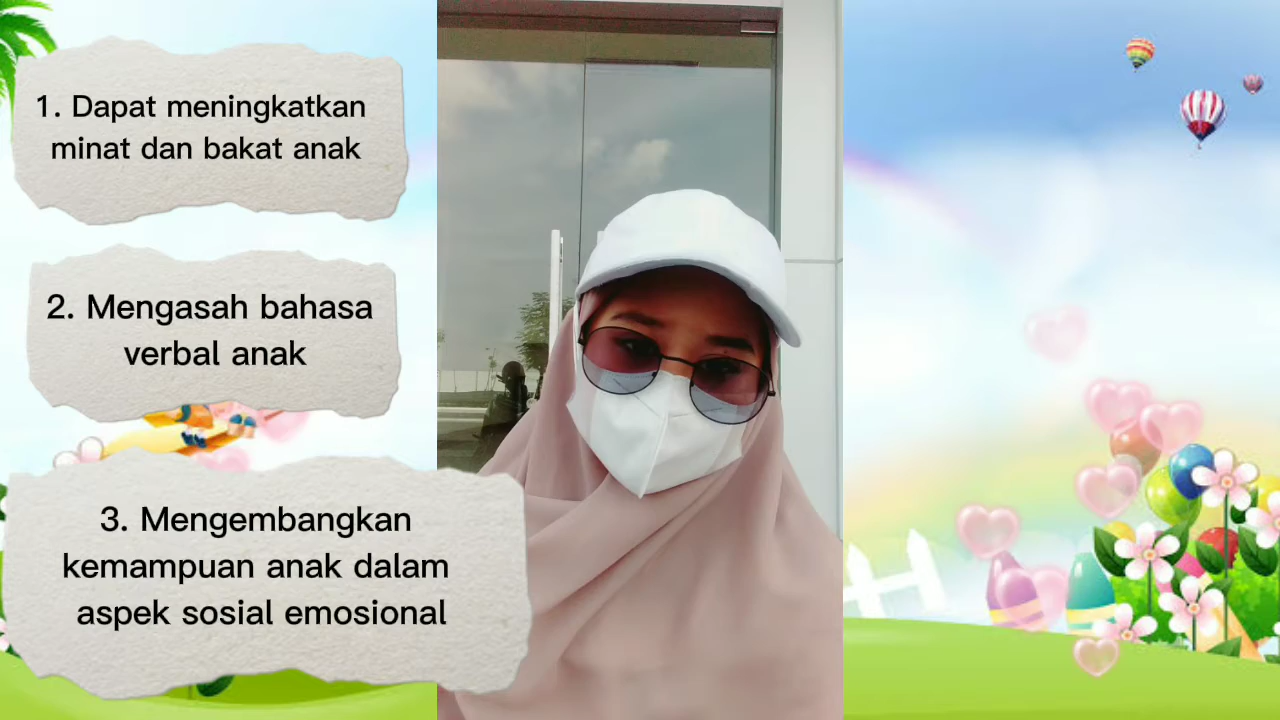 1. Dapat meningkatkan
minat dan bakat anak
2. Mengasah bahasa
verbal anak
3. Mengembangkan
kemampuan anak dalam
aspek sosial emosional